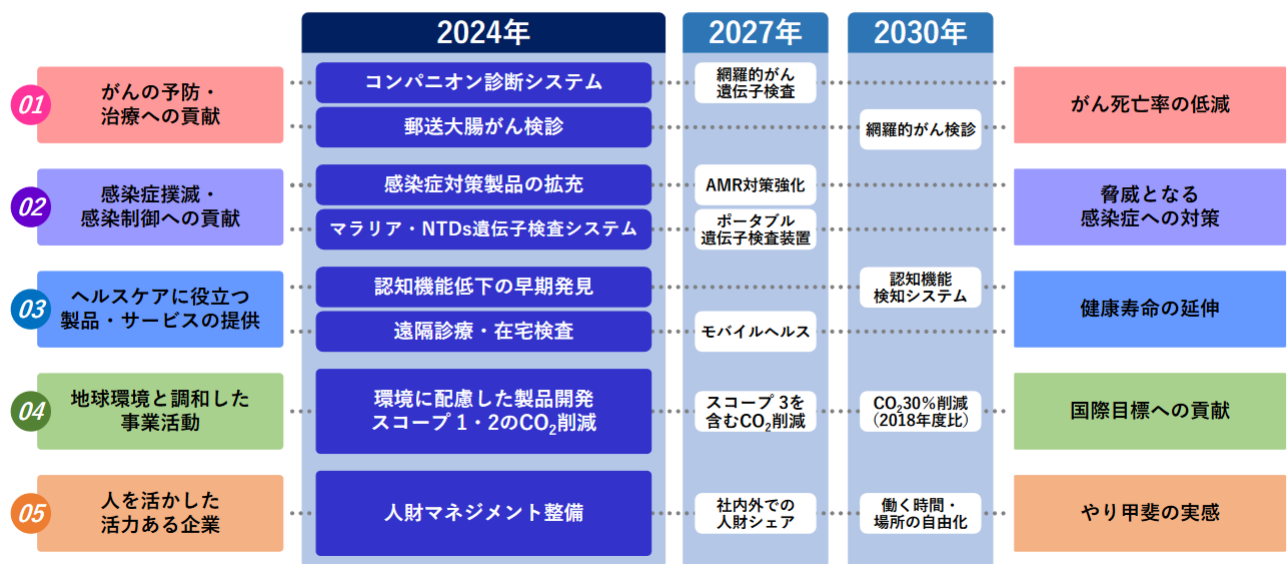 2024年
2027年
2030年
01
がんの予防・
治療への貢献
コンパニオン診断システム
網羅的がん
遺伝子検査
郵送大腸がん検診
網羅的がん検診
がん死亡率の低減
02
感染症撲滅・
感染制御への貢献
感染症対策製品の拡充
AMR対策強化
マラリア・NTDs遺伝子検査システム
ポータブル
遺伝子検査装置
脅威となる
感染症への対策
03
ヘルスケアに役立つ
製品・サービスの提供
認知機能低下の早期発見
認知機能
検知システム
遠隔診療・在宅検査
モバイルヘルス
健康寿命の延伸
04
地球環境と調和した
事業活動
環境に配慮した製品開発
スコープ 1・2のCO₂削減
スコープ 3を
含むCO₂削減
CO₂30%削減
（2018年度比）
国際目標への貢献
05
人を活かした
活力ある企業
人財マネジメント整備
社内外での
人財シェア
働く時間・
場所の自由化
やり甲斐の実感